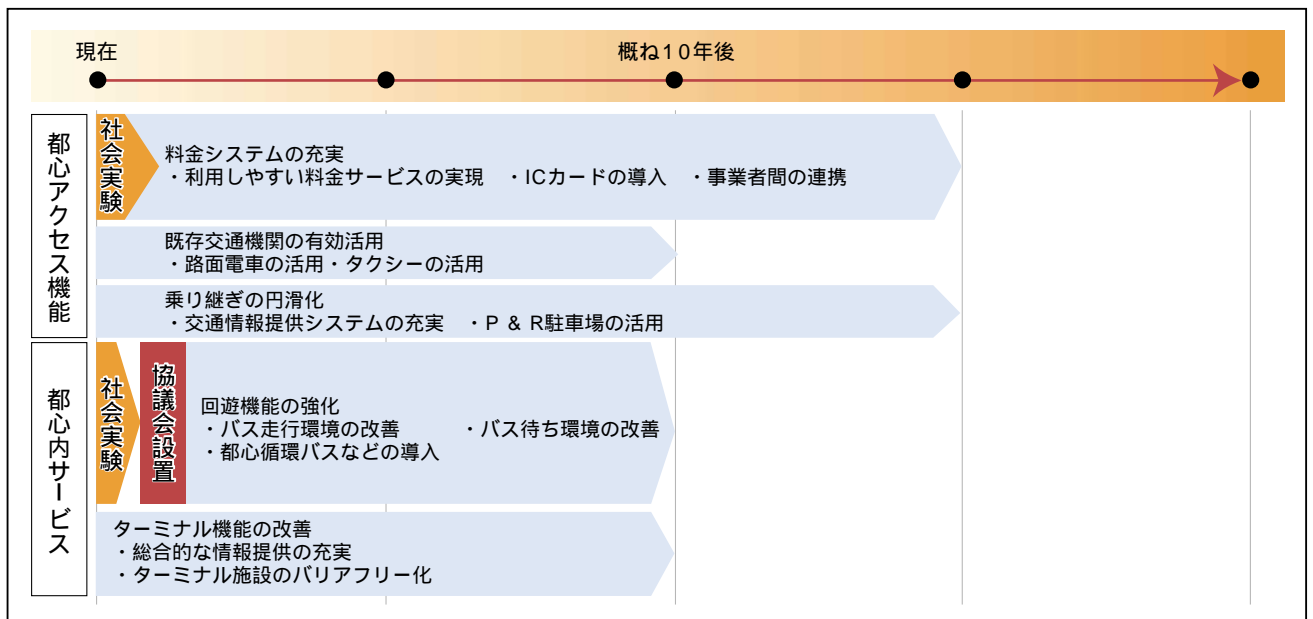 現在
概ね10年後
都心アクセス機能
社会実験
料金システムの充実
・利用しやすい料金サービスの実現 ・ICカードの導入 ・事業者間の連携
既存交通機関の有効活用
・路面電車の活用・タクシーの活用
乗り継ぎの円滑化
・交通情報提供システムの充実 ・P & R駐車場の活用
都心内サービス
社会実験
協議会設置
回遊機能の強化
・バス走行環境の改善 ・バス待ち環境の改善
・都心循環バスなどの導入
ターミナル機能の改善
・総合的な情報提供の充実
・ターミナル施設のバリアフリー化